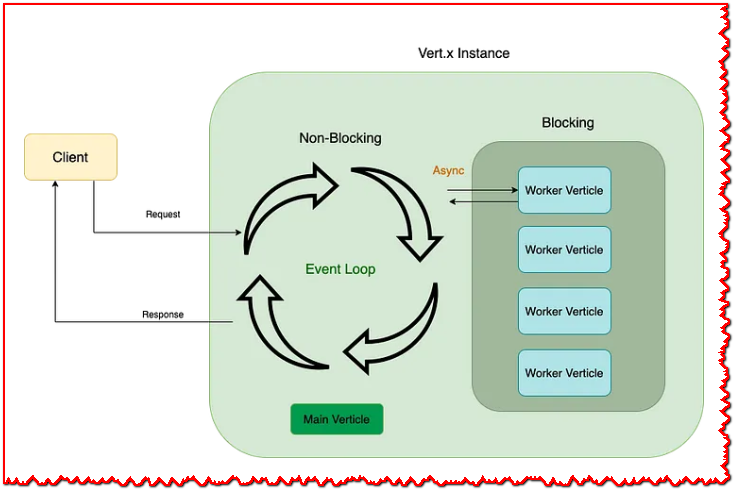 Vert.x Instance
Non-Blocking
Blocking
Client
Async
Worker Verticle
Request
Worker Verticle
Event Loop
Response
Worker Verticle
Worker Verticle
Main Verticle